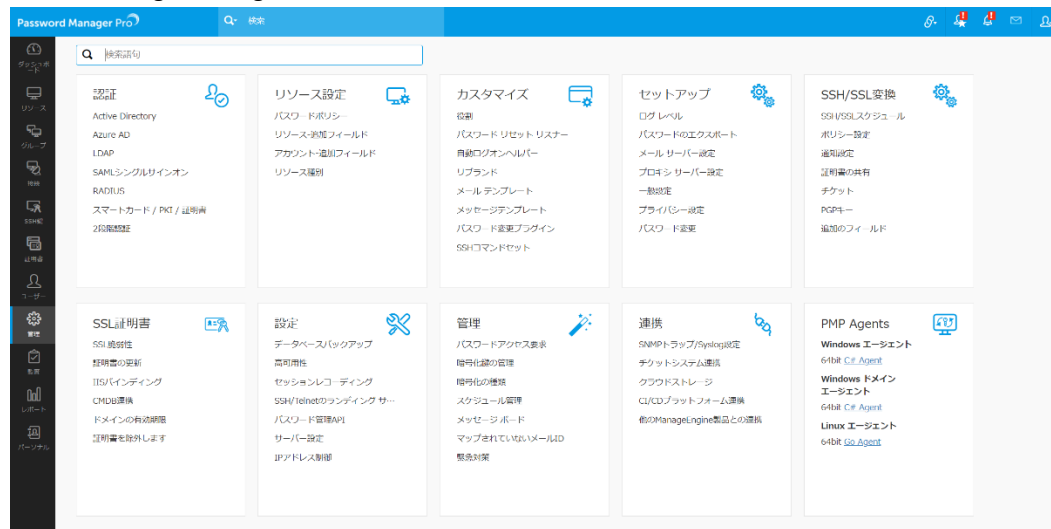 Password Manager Pro
検索
ダッシュボード
リソース
グループ
接続
SSH鍵
証明書
ユーザー
管理
監査
レポート
パーソナル
検索語句
認証
Active Directory
Azure AD
LDAP
SAMLシングルサインオン
RADIUS
スマートカード / PKI / 証明書
2段階認証
リソース設定
パスワードポリシー
リソース-追加フィールド
アカウント-追加フィールド
リソース種別
カスタマイズ
役割
パスワード リセット リスナー
自動ログオンヘルパー
リブランド
メール テンプレート
メッセージテンプレート
パスワード変更プラグイン
SSHコマンドセット
セットアップ
ログ レベル
パスワードのエクスポート
メール サーバー設定
プロキシ サーバー設定
一般設定
プライバシー設定
パスワード変更
SSH/SSL変換
SSH/SSLスケジュール
ポリシー設定
通知設定
証明書の共有
チケット
PGPキー
追加のフィールド
SSL証明書
SSL脆弱性
証明書の更新
IISバインディング
CMDB連携
ドメインの有効期限
証明書を除外します
設定
データベースバックアップ
高可用性
セッションレコーディング
SSH/Telnetのランディング サ…
パスワード管理API
サーバー設定
IPアドレス制御
管理
パスワードアクセス要求
暗号化鍵の管理
暗号化の種類
スケジュール管理
メッセージ ボード
マップされていないメールID
緊急対策
連携
SNMPトラップ/Syslog設定
チケットシステム連携
クラウドストレージ
CI/CDプラットフォーム連携
他のManageEngine製品との連携
PMP Agents
Windows エージェント
64bit C# Agent
Windows ドメイン
エージェント
64bit C# Agent
Linux エージェント
64bit Go Agent